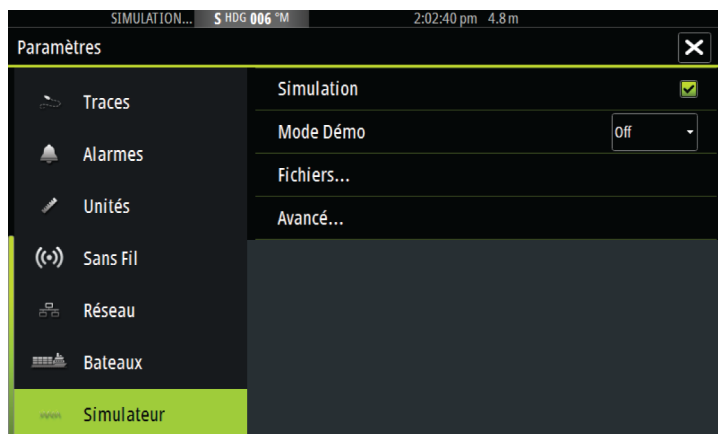 SIMULATION... S HDG 006 °M 2:02:40 pm 4.8 m
Paramètres
Traces
Alarmes
Unités
Sans Fil
Réseau
Bateaux
Simulateur
Simulation
Mode Démo Off
Fichiers...
Avancé...